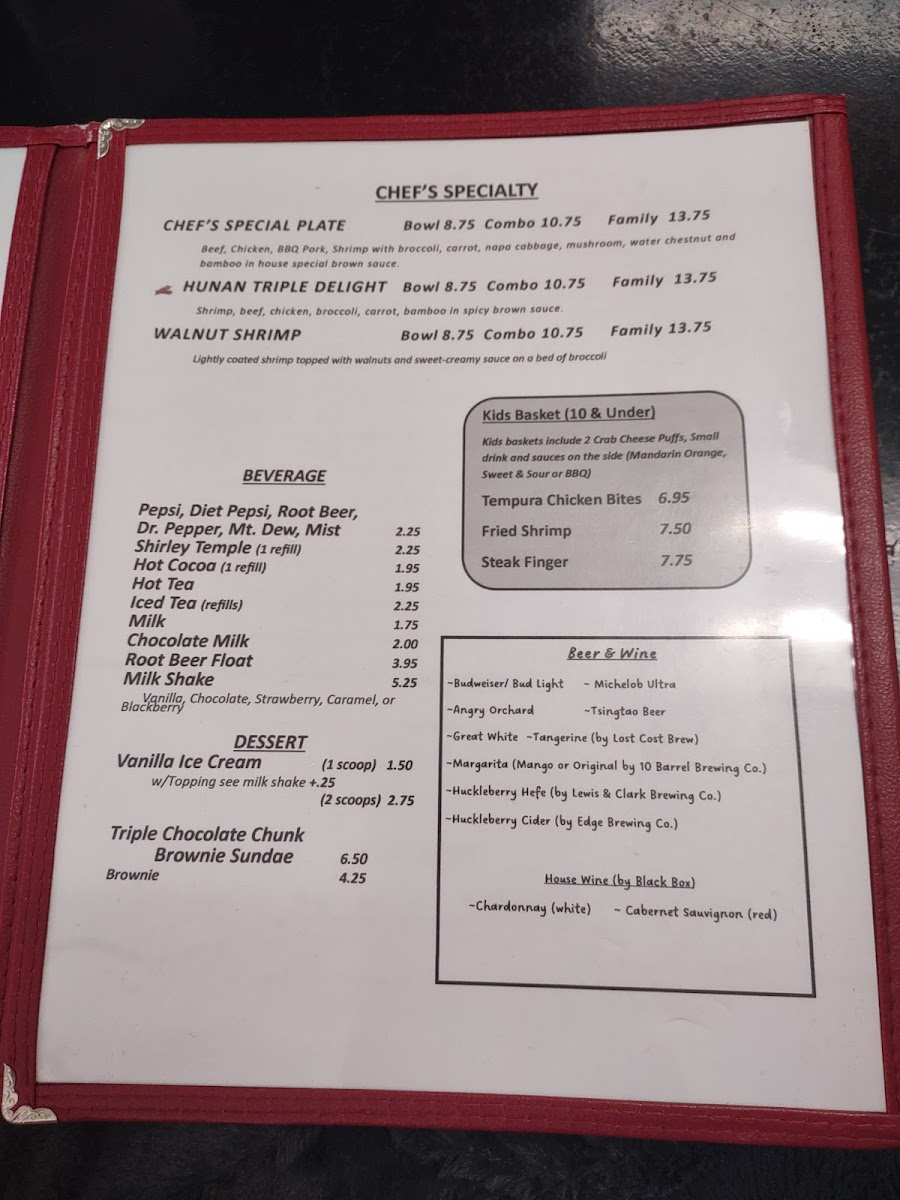 CHEF'S SPECIALTY
CHEF'S SPECIAL PLATE Bowl 8.75 Combo 10.75 Family 13.75
Beef, Chicken, BBQ Pork, Shrimp with broccoli, carrot, napa cabbage, mushroom, water chestnut and
bamboo in house special brown sauce.
HUNAN TRIPLE DELIGHT Bowl 8.75 Combo 10.75 Family 13.75
Shrimp, beef, chicken, broccoli, carrot, bamboo in spicy brown sauce.
WALNUT SHRIMP Bowl 8.75 Combo 10.75 Family 13.75
Lightly coated shrimp topped with walnuts and sweet-creamy sauce on a bed of broccoli
Kids Basket (10 & Under)
Kids baskets include 2 Crab Cheese Puffs, Small
drink and sauces on the side (Mandarin Orange,
Sweet & Sour or BBQ)
Tempura Chicken Bites 6.95
Fried Shrimp 7.50
Steak Finger 7.75
BEVERAGE
Pepsi, Diet Pepsi, Root Beer,
Dr. Pepper, Mt. Dew, Mist 2.25
Shirley Temple (1 refill) 2.25
Hot Cocoa (1 refill) 1.95
Hot Tea 1.95
Iced Tea (refills) 2.25
Milk 1.75
Chocolate Milk 2.00
Root Beer Float 3.95
Milk Shake 5.25
Vanilla, Chocolate, Strawberry, Caramel, or
Blackberry
DESSERT
Vanilla Ice Cream (1 scoop) 1.50
w/Topping see milk shake +.25
(2 scoops) 2.75
Triple Chocolate Chunk
Brownie Sundae 6.50
Brownie 4.25
Beer & Wine
~Budweiser/ Bud Light ~ Michelob Ultra
~Angry Orchard ~Tsingtao Beer
~Great White ~Tangerine (by Lost Cost Brew)
~Margarita (Mango or Original by 10 Barrel Brewing Co.)
~Huckleberry Hefe (by Lewis & Clark Brewing Co.)
~Huckleberry Cider (by Edge Brewing Co.)
House Wine (by Black Box)
~Chardonnay (white) ~ Cabernet Sauvignon (red)